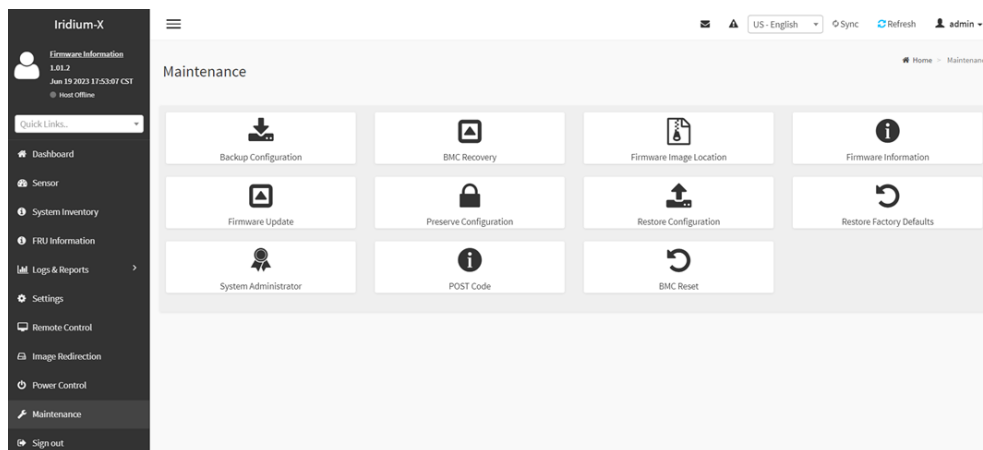 Iridium-X
Firmware Information
1.01.2
Jun 19 2023 17:53:07 CST
Host Offline
Quick Links..
Dashboard
Sensor
System Inventory
FRU Information
Logs & Reports
Settings
Remote Control
Image Redirection
Power Control
Maintenance
Sign out
US - English
Sync
Refresh
admin
Maintenance
Home > Maintenanc
Backup Configuration
BMC Recovery
Firmware Image Location
Firmware Information
Firmware Update
Preserve Configuration
Restore Configuration
Restore Factory Defaults
System Administrator
POST Code
BMC Reset